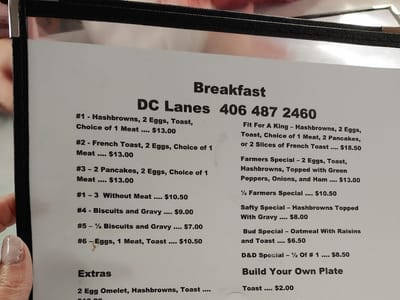 Breakfast
DC Lanes 406 487 2460
#1 - Hashbrowns, 2 Eggs, Toast,
Choice of 1 Meat .... $13.00
#2 - French Toast, 2 Eggs, Choice of 1
Meat .... $13.00
#3 – 2 Pancakes, 2 Eggs, Choice of 1
Meat .... $13.00
#1 – 3 Without Meat .... $10.50
#4 - Biscuits and Gravy .... $9.00
#5 – ½ Biscuits and Gravy .... $7.00
#6 – Eggs, 1 Meat, Toast .... $10.50
Extras
2 Egg Omelet, Hashbrowns, Toast ....
Fit For A King – Hashbrowns, 2 Eggs,
Toast, Choice of 1 Meat, 2 Pancakes,
or 2 Slices of French Toast .... $18.50
Farmers Special – 2 Eggs, Toast,
Hashbrowns, Topped with Green
Peppers, Onions, and Ham .... $13.00
½ Farmers Special .... $10.50
Safty Special – Hashbrowns Topped
With Gravy .... $8.00
Bud Special – Oatmeal With Raisins
and Toast .... $6.50
D&D Special – ½ Of # 1 .... $8.50
Build Your Own Plate
Toast .... $2.00